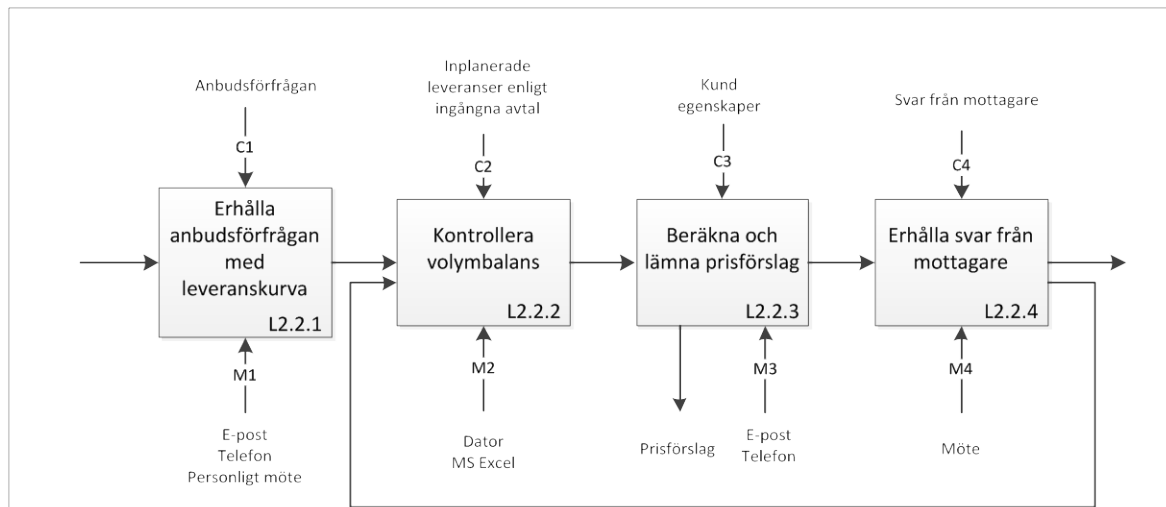 Anbudsförfrågan
C1
Erhålla
anbudsförfrågan
med
leveranskurva
L2.2.1
M1
E-post
Telefon
Personligt möte
Inplanerade
leveranser enligt
ingångna avtal
C2
Kontrollera
volymbalans
L2.2.2
M2
Dator
MS Excel
Kund
egenskaper
C3
Beräkna och
lämna prisförslag
L2.2.3
Prisförslag
M3
E-post
Telefon
Svar från mottagare
C4
Erhålla svar från
mottagare
L2.2.4
M4
Möte